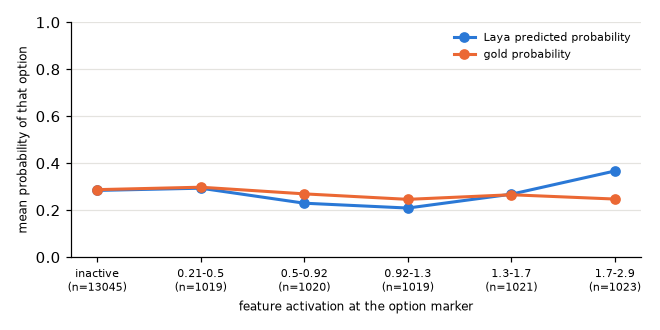 mean probability of that option
1.0
0.8
0.6
0.4
0.2
0.0
Laya predicted probability
gold probability
inactive
(n=13045)
0.21-0.5
(n=1019)
0.5-0.92
(n=1020)
0.92-1.3
(n=1019)
1.3-1.7
(n=1021)
1.7-2.9
(n=1023)
feature activation at the option marker